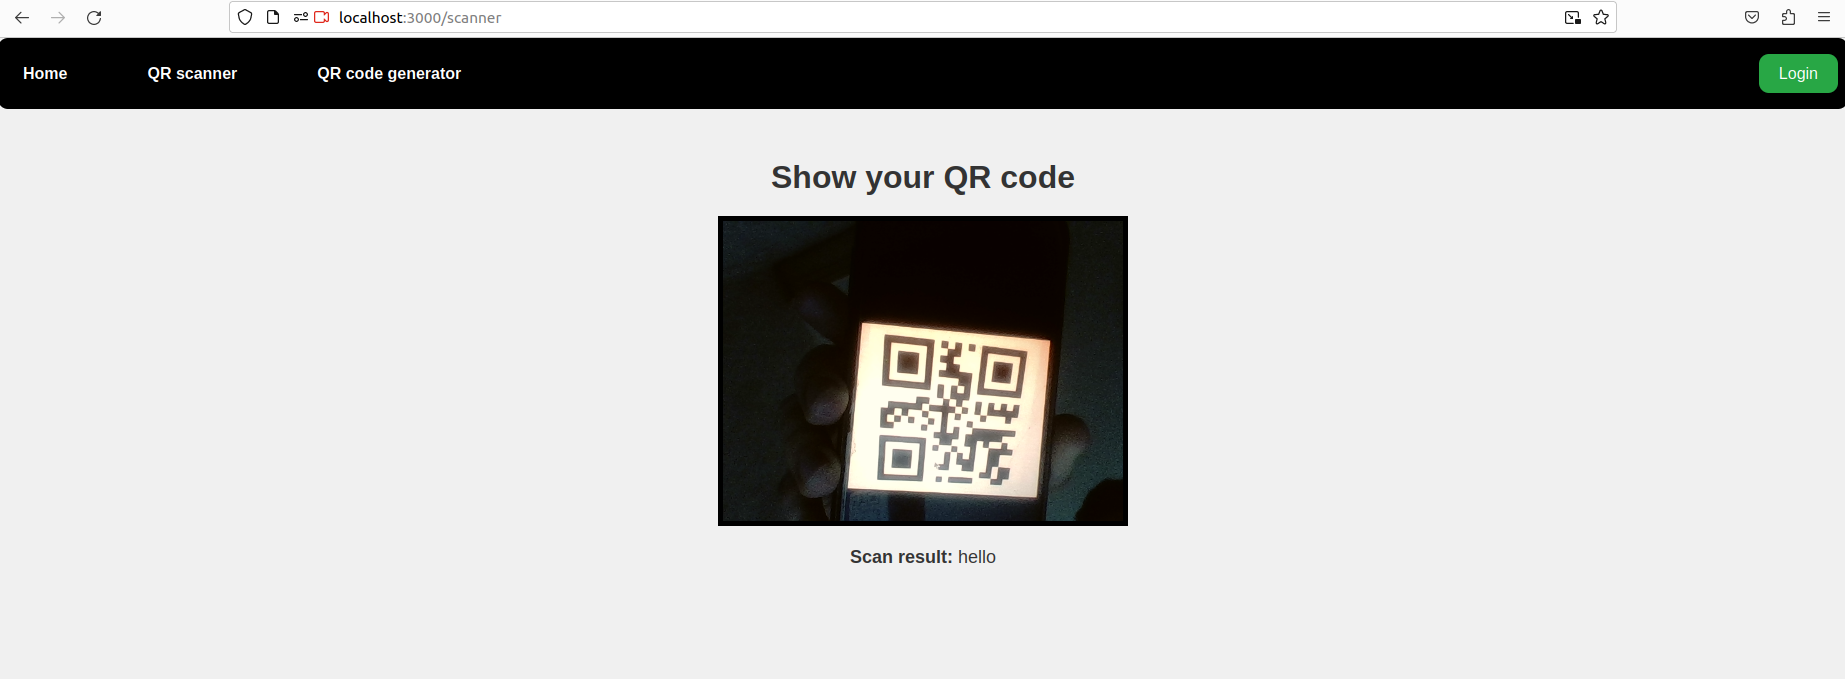 localhost:3000/scanner
Home QR scanner QR code generator Login
Show your QR code
Scan result: hello